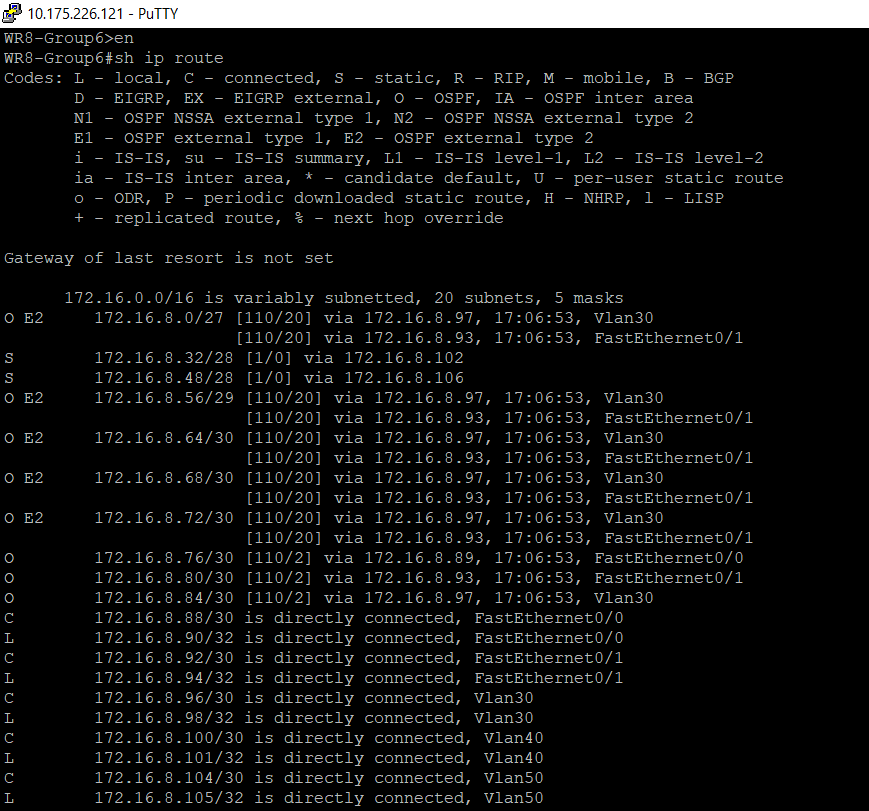 10.175.226.121 - PuTTY
WR8-Group6>en
WR8-Group6#sh ip route
Codes: L - local, C - connected, S - static, R - RIP, M - mobile, B - BGP
       D - EIGRP, EX - EIGRP external, O - OSPF, IA - OSPF inter area
       N1 - OSPF NSSA external type 1, N2 - OSPF NSSA external type 2
       E1 - OSPF external type 1, E2 - OSPF external type 2
       i - IS-IS, su - IS-IS summary, L1 - IS-IS level-1, L2 - IS-IS level-2
       ia - IS-IS inter area, * - candidate default, U - per-user static route
       o - ODR, P - periodic downloaded static route, H - NHRP, l - LISP
       + - replicated route, % - next hop override

Gateway of last resort is not set

      172.16.0.0/16 is variably subnetted, 20 subnets, 5 masks
O E2     172.16.8.0/27 [110/20] via 172.16.8.97, 17:06:53, Vlan30
                       [110/20] via 172.16.8.93, 17:06:53, FastEthernet0/1
S        172.16.8.32/28 [1/0] via 172.16.8.102
S        172.16.8.48/28 [1/0] via 172.16.8.106
O E2     172.16.8.56/29 [110/20] via 172.16.8.97, 17:06:53, Vlan30
                        [110/20] via 172.16.8.93, 17:06:53, FastEthernet0/1
O E2     172.16.8.64/30 [110/20] via 172.16.8.97, 17:06:53, Vlan30
                        [110/20] via 172.16.8.93, 17:06:53, FastEthernet0/1
O E2     172.16.8.68/30 [110/20] via 172.16.8.97, 17:06:53, Vlan30
                        [110/20] via 172.16.8.93, 17:06:53, FastEthernet0/1
O E2     172.16.8.72/30 [110/20] via 172.16.8.97, 17:06:53, Vlan30
                        [110/20] via 172.16.8.93, 17:06:53, FastEthernet0/1
O        172.16.8.76/30 [110/2] via 172.16.8.89, 17:06:53, FastEthernet0/0
O        172.16.8.80/30 [110/2] via 172.16.8.93, 17:06:53, FastEthernet0/1
O        172.16.8.84/30 [110/2] via 172.16.8.97, 17:06:53, Vlan30
C        172.16.8.88/30 is directly connected, FastEthernet0/0
L        172.16.8.90/32 is directly connected, FastEthernet0/0
C        172.16.8.92/30 is directly connected, FastEthernet0/1
L        172.16.8.94/32 is directly connected, FastEthernet0/1
C        172.16.8.96/30 is directly connected, Vlan30
L        172.16.8.98/32 is directly connected, Vlan30
C        172.16.8.100/30 is directly connected, Vlan40
L        172.16.8.101/32 is directly connected, Vlan40
C        172.16.8.104/30 is directly connected, Vlan50
L        172.16.8.105/32 is directly connected, Vlan50